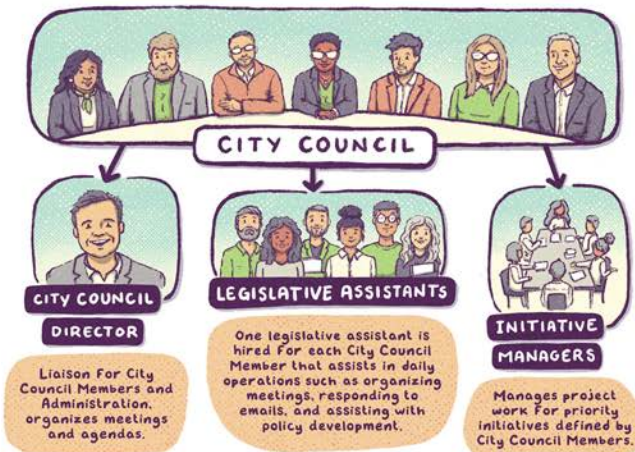 CITY COUNCIL
CITY COUNCIL
DIRECTOR
Liaison for City
Council Members and
Administration,
organizes meetings
and agendas.
LEGISLATIVE ASSISTANTS
One legislative assistant is
hired for each City Council
Member that assists in daily
operations such as organizing
meetings, responding to
emails, and assisting with
policy development.
INITIATIVE
MANAGERS
Manages project
work for priority
initiatives defined by
City Council Members.